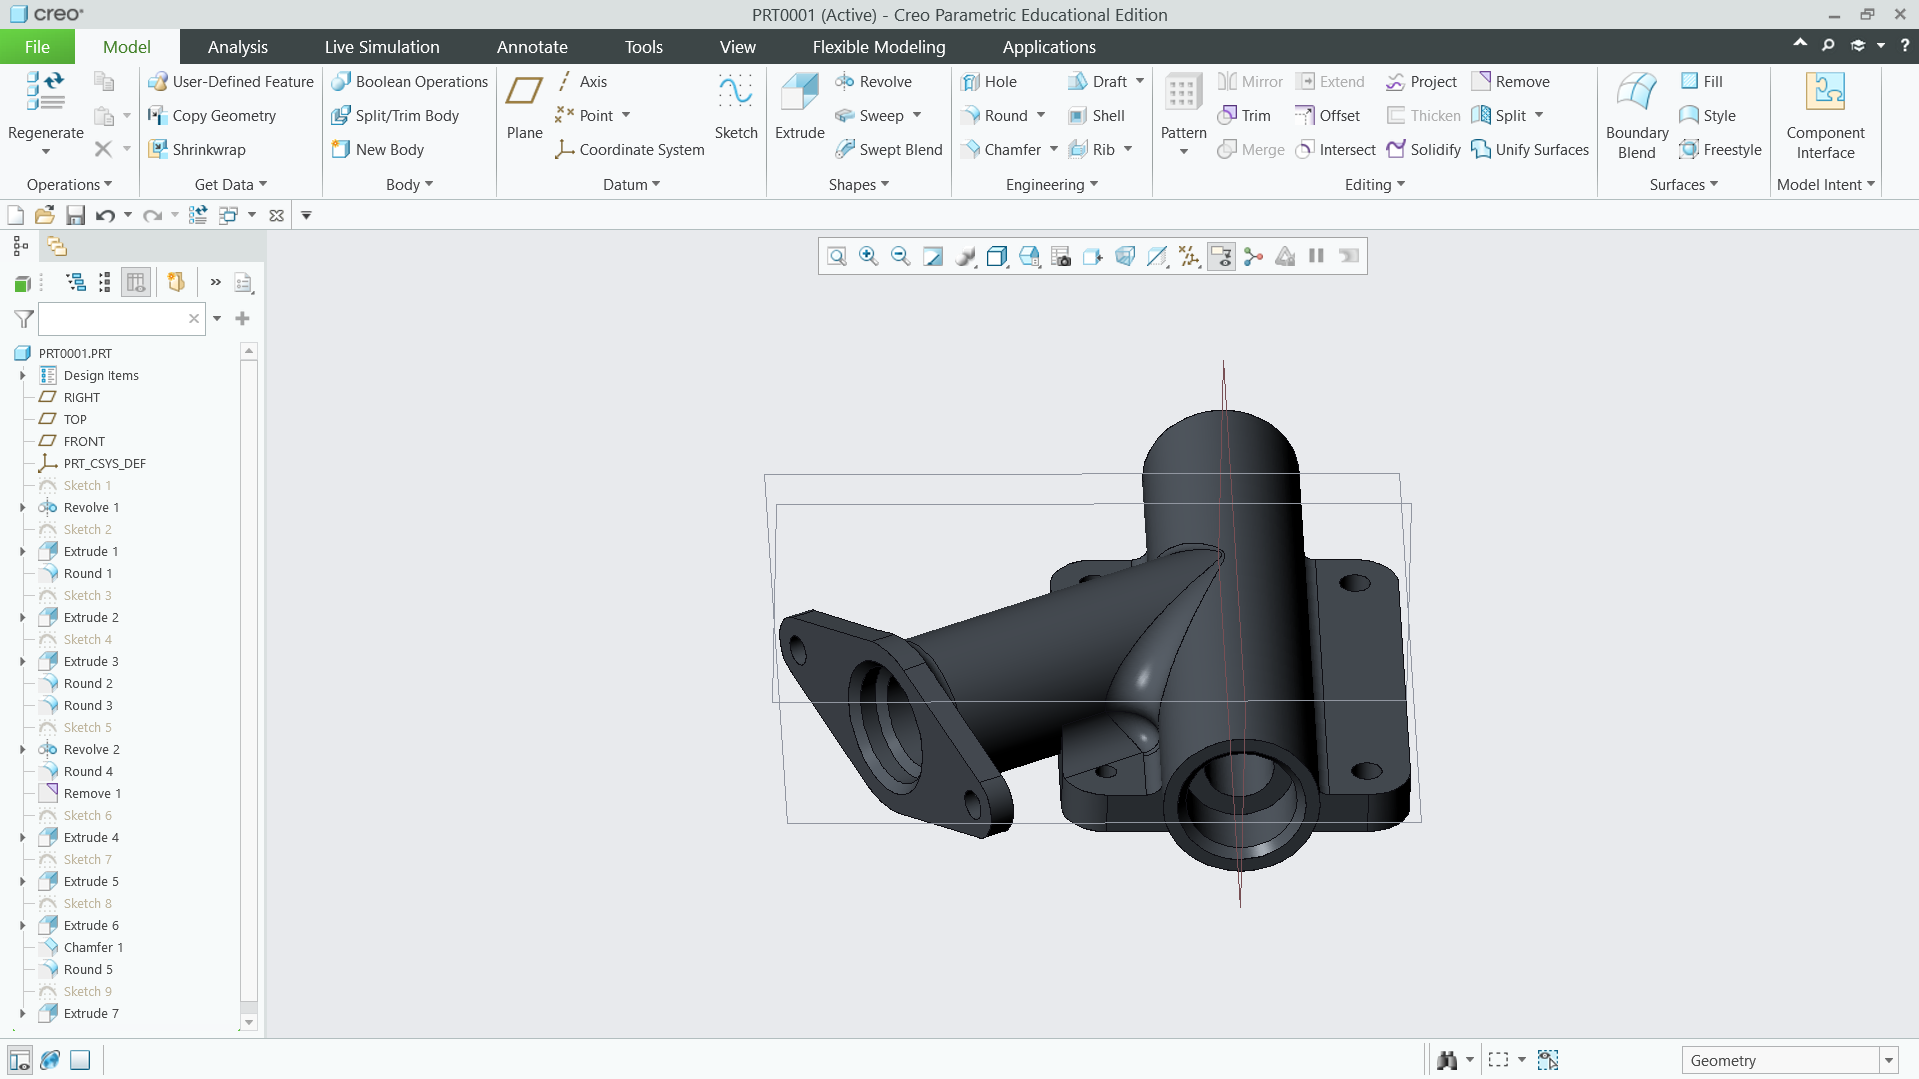 creo
PRT0001 (Active) - Creo Parametric Educational Edition
File Model Analysis Live Simulation Annotate Tools View Flexible Modeling Applications
Regenerate
Operations
User-Defined Feature
Copy Geometry
Shrinkwrap
Get Data
Boolean Operations
Split/Trim Body
New Body
Body
Plane
Axis
Point
Coordinate System
Sketch
Datum
Extrude
Revolve
Sweep
Swept Blend
Shapes
Hole Draft
Round Shell
Chamfer Rib
Engineering
Pattern
Mirror Extend Project Remove
Trim Offset Thicken Split
Merge Intersect Solidify Unify Surfaces
Editing
Boundary
Blend
Fill
Style
Freestyle
Surfaces
Component
Interface
Model Intent
PRT0001.PRT
Design Items
RIGHT
TOP
FRONT
PRT_CSYS_DEF
Sketch 1
Revolve 1
Sketch 2
Extrude 1
Round 1
Sketch 3
Extrude 2
Sketch 4
Extrude 3
Round 2
Round 3
Sketch 5
Revolve 2
Round 4
Remove 1
Sketch 6
Extrude 4
Sketch 7
Extrude 5
Sketch 8
Extrude 6
Chamfer 1
Round 5
Sketch 9
Extrude 7
Geometry